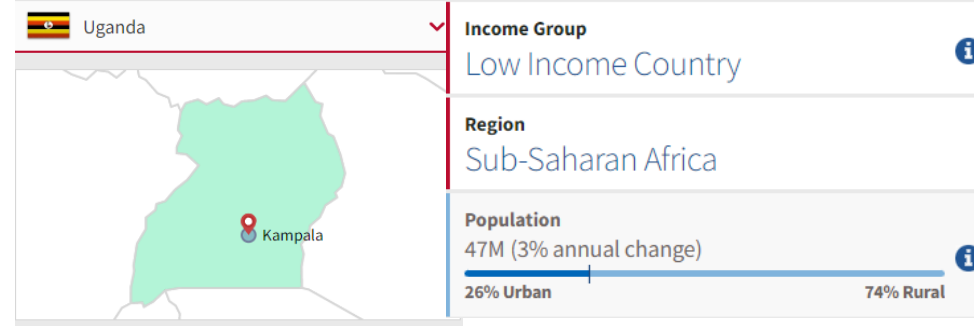 Uganda
Kampala
Income Group
Low Income Country
Region
Sub-Saharan Africa
Population
47M (3% annual change)
26% Urban
74% Rural